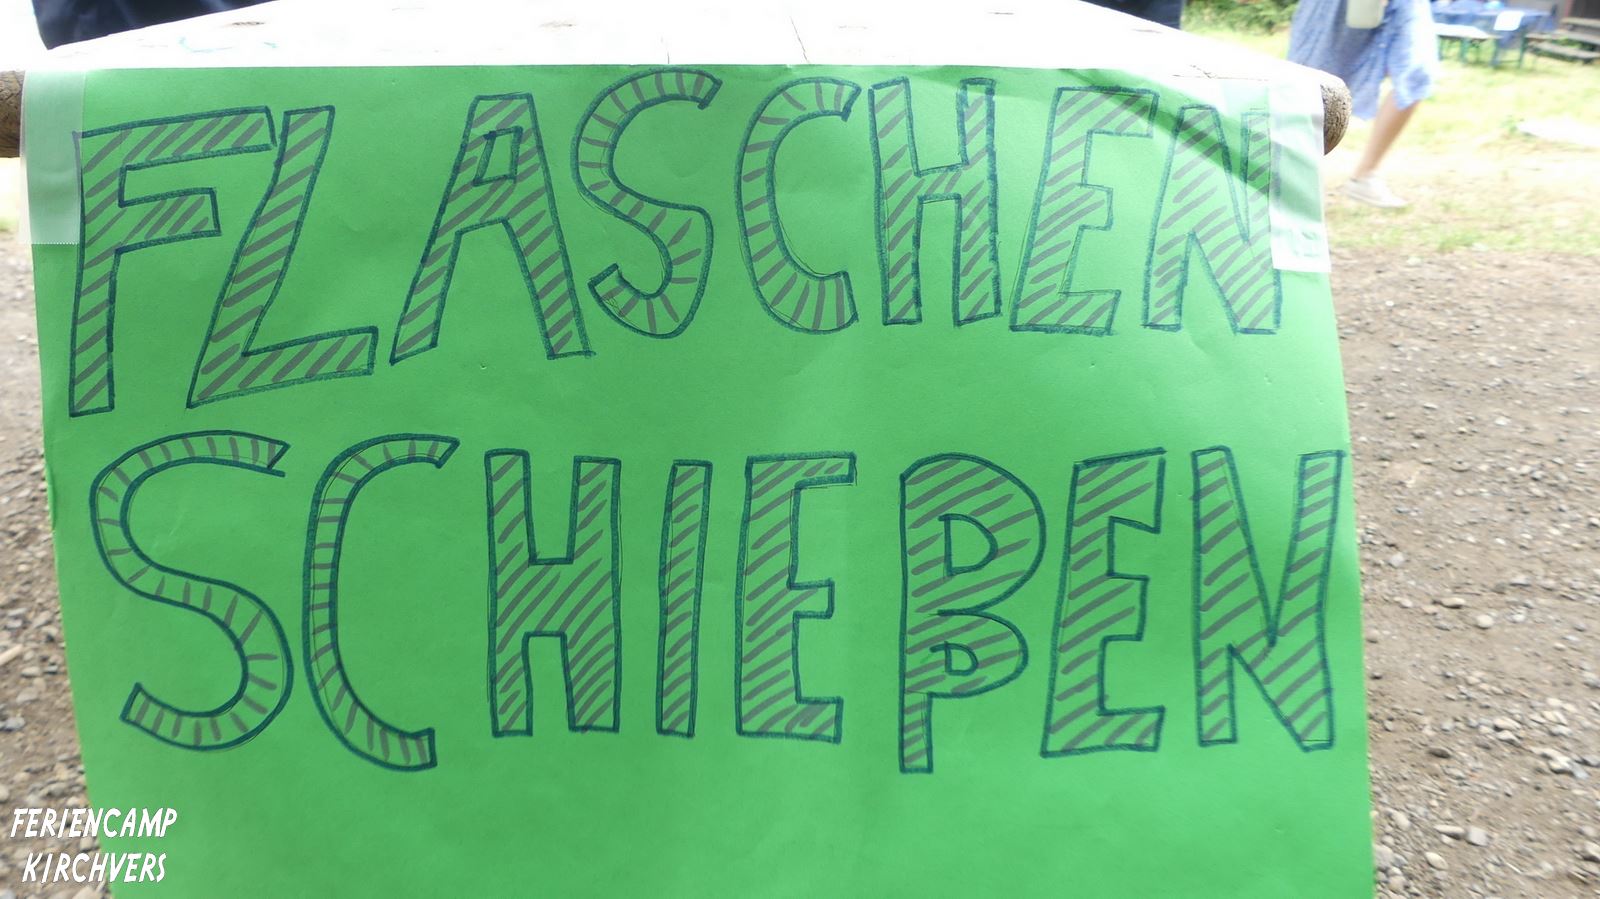 FLASCHEN
SCHIEßEN
FERIENCAMP
KIRCHVERS